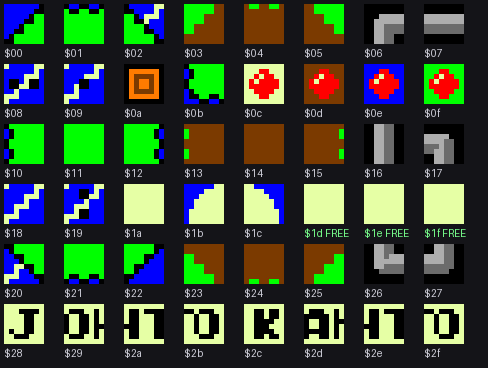 $00 $01 $02 $03 $04 $05 $06 $07
$08 $09 $0a $0b $0c $0d $0e $0f
$10 $11 $12 $13 $14 $15 $16 $17
$18 $19 $1a $1b $1c $1d FREE $1e FREE $1f FREE
$20 $21 $22 $23 $24 $25 $26 $27
$28 $29 $2a $2b $2c $2d $2e $2f